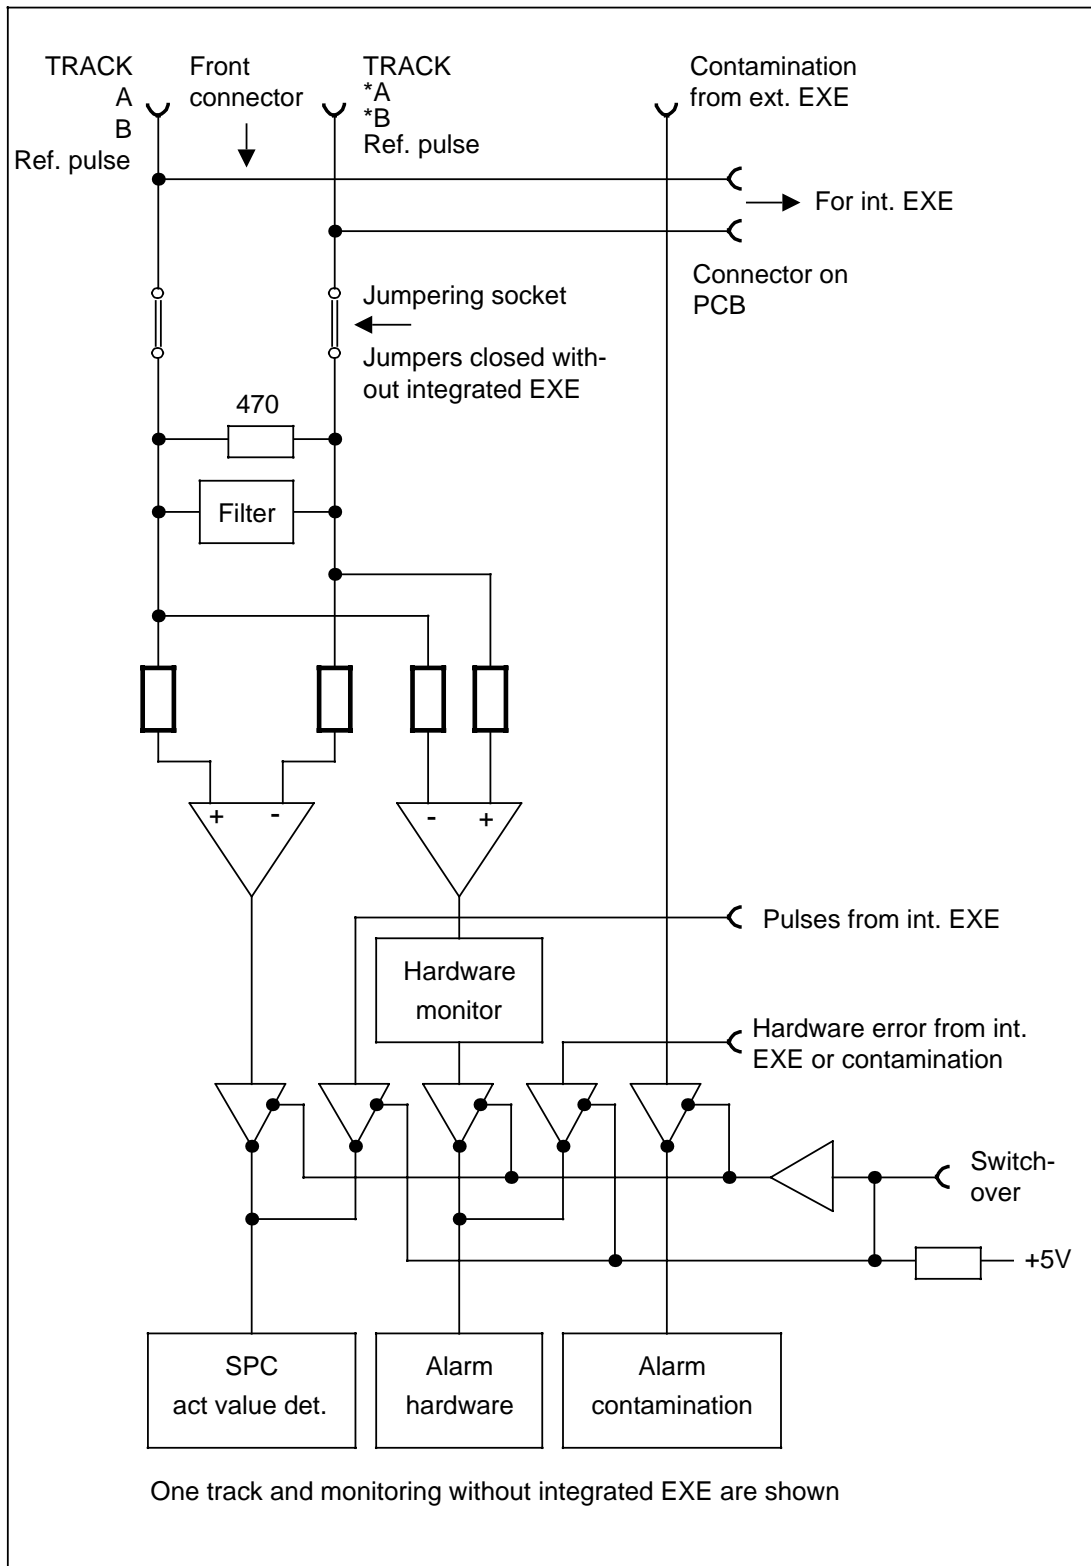 TRACK
A
B
Ref. pulse
Front
connector
TRACK
*A
*B
Ref. pulse
Contamination
from ext. EXE
For int. EXE
Connector on
PCB
Jumpering socket
Jumpers closed with-
out integrated EXE
470
Filter
+ -
- +
Pulses from int. EXE
Hardware
monitor
Hardware error from int.
EXE or contamination
Switch-
over
+5V
SPC
act value det.
Alarm
hardware
Alarm
contamination
One track and monitoring without integrated EXE are shown